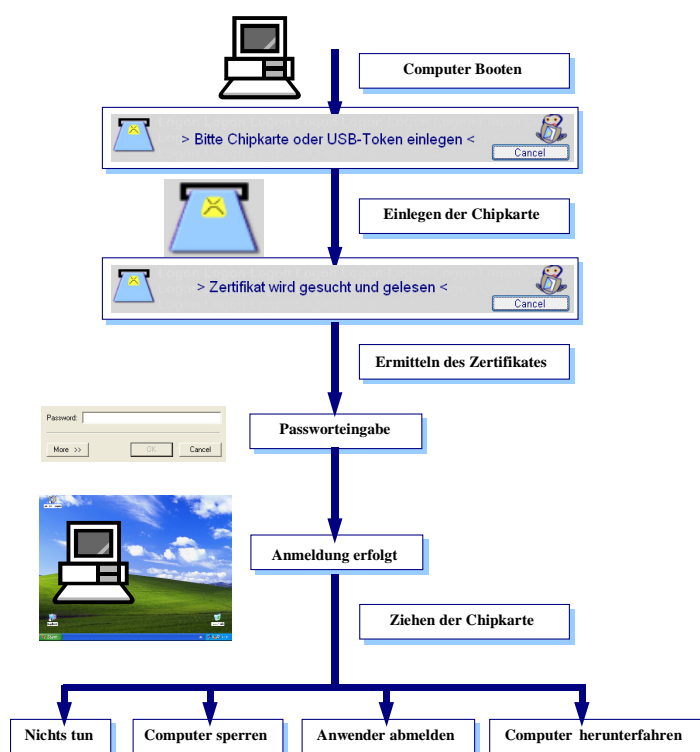 Computer Booten
> Bitte Chipkarte oder USB-Token einlegen <
Cancel
Einlegen der Chipkarte
> Zertifikat wird gesucht und gelesen <
Cancel
Ermitteln des Zertifikates
Password:
More >>
OK
Cancel
Passworteingabe
Anmeldung erfolgt
Ziehen der Chipkarte
Nichts tun
Computer sperren
Anwender abmelden
Computer herunterfahren